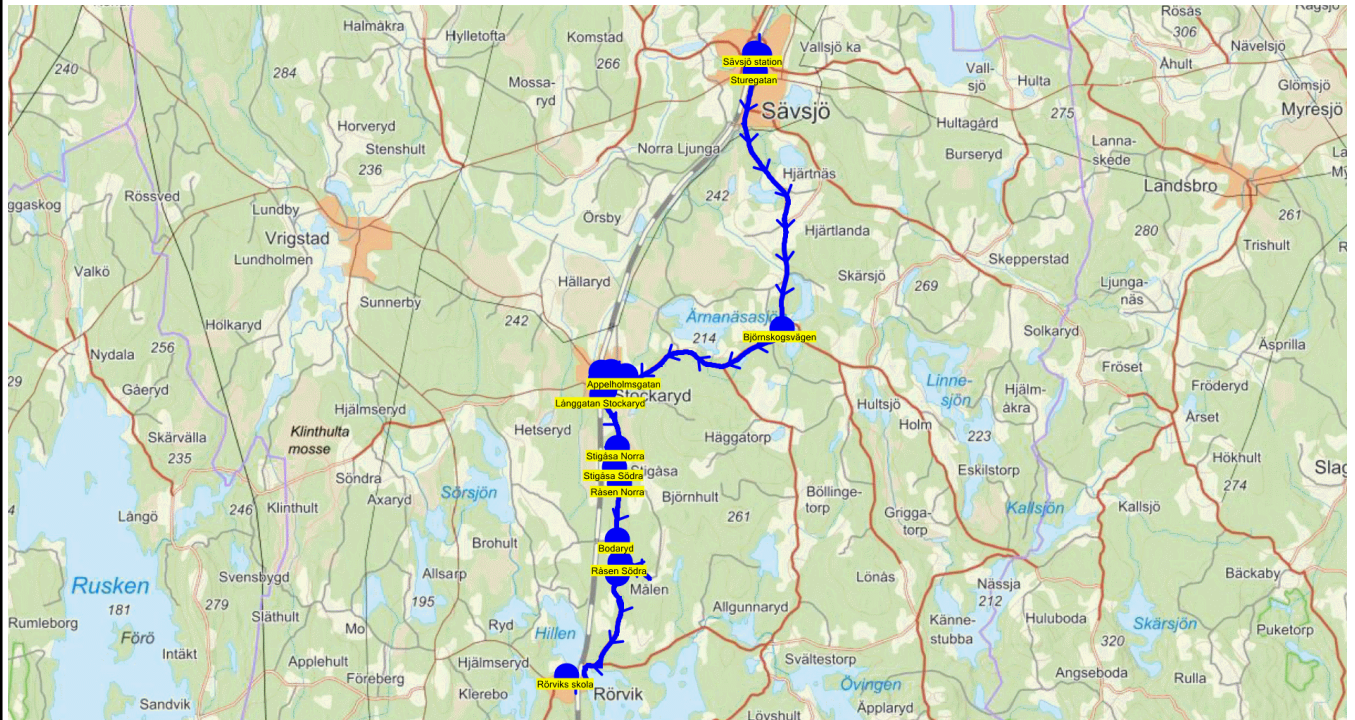 Rösås
306
Halmåkra
Hylletofta
Komstad
266
Vallsjö ka
Nävelsjö
Åhult
240
284
Mossa-
ryd
Sävsjö station
Sturegatan
Vall-
sjö
Hulta
127
Glömsjö
Myresjö
Sävsjö
275
Horveryd
Stenshult
236
Norra Ljunga
Hultagård
Burseryd
Lanna-
skede
Landsbro
Hjärtnäs
ggaskog
Rössved
Lundby
242
Örsby
Vrigstad
Lundholmen
Hjärtlanda
280
261
Trishult
Valkö
Sunnerby
Hällaryd
Skärsjö
269
Skepperstad
Ljunga-
näs
242
Ärnanäsasjön
214
Björnskogsvägen
Holkaryd
Solkaryd
Äsprilla
Nydala
256
29
Gåeryd
Appelholmsgatan
Stockaryd
Långgatan Stockaryd
Linne-
sjön
Hjälm-
åkra
Fröset
Fröderyd
Hjälmseryd
Hultsjö
Holm
Årset
Skärvälla
235
Klinthulta
mosse
Hetseryd
Häggatorp
223
Hökhult
274
Stigåsa Norra
Stigåsa
Stigåsa Södra
Råsen Norra
Söndra
Axaryd
Sörsjön
Björnhult
261
Böllinge-
torp
Eskilstorp
Kallsjön
Kallsjö
Slag
Långö
246
Klinthult
Grigga-
torp
Brohult
Bodaryd
Råsen Södra
Målen
Rusken
181
Svensbygd
279
Släthult
Allsarp
195
Lönås
Nässja
212
Bäckaby
Rumleborg
Förö
Intäkt
Mo
Ryd
Hillen
Allgunnaryd
Känne-
stubba
Huluboda
320
Skärsjön
Puketorp
Applehult
Föreberg
Hjälmseryd
Klerebo
Rörviks skola
Rörvik
Svältestorp
Övingen
Äpplaryd
Angseboda
Rulla
Sandvik
Lövshult